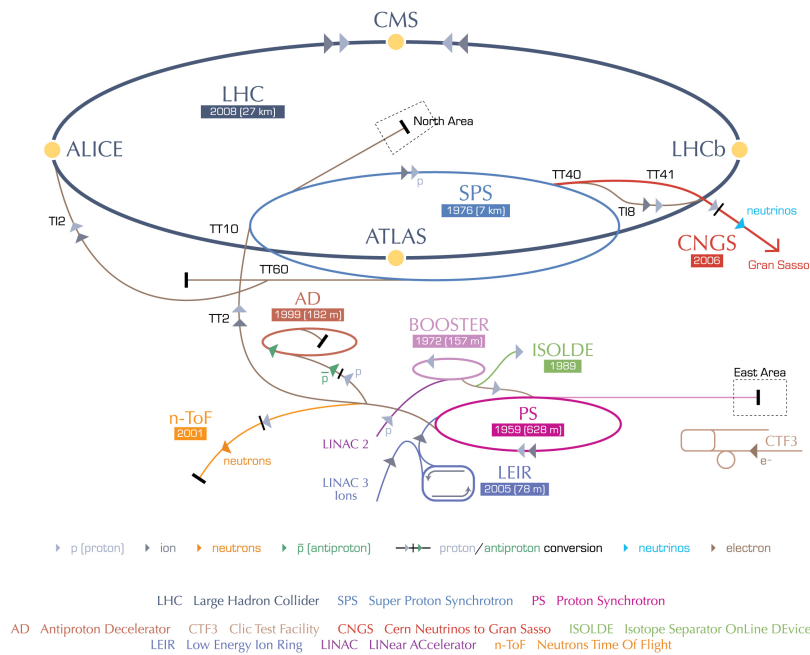 CMS
LHC
2008 (27 km)
North Area
ALICE
LHCb
TT40
TT41
SPS
1976 (7 km)
TI2
TI8
TT10
ATLAS
neutrinos
CNGS
2006
Gran Sasso
TT60
p
AD
1999 (182 m)
TT2
BOOSTER
1972 (157 m)
ISOLDE
1989
p̅
p
East Area
n-ToF
2001
PS
1959 (628 m)
LINAC 2
p
neutrons
CTF3
e–
LEIR
2005 (78 m)
LINAC 3
Ions
p (proton)
ion
neutrons
p̅ (antiproton)
proton/antiproton conversion
neutrinos
electron
LHC Large Hadron Collider SPS Super Proton Synchrotron PS Proton Synchrotron
AD Antiproton Decelerator CTF3 Clic Test Facility CNGS Cern Neutrinos to Gran Sasso ISOLDE Isotope Separator OnLine DEvice
LEIR Low Energy Ion Ring LINAC LINear ACcelerator n-ToF Neutrons Time Of Flight